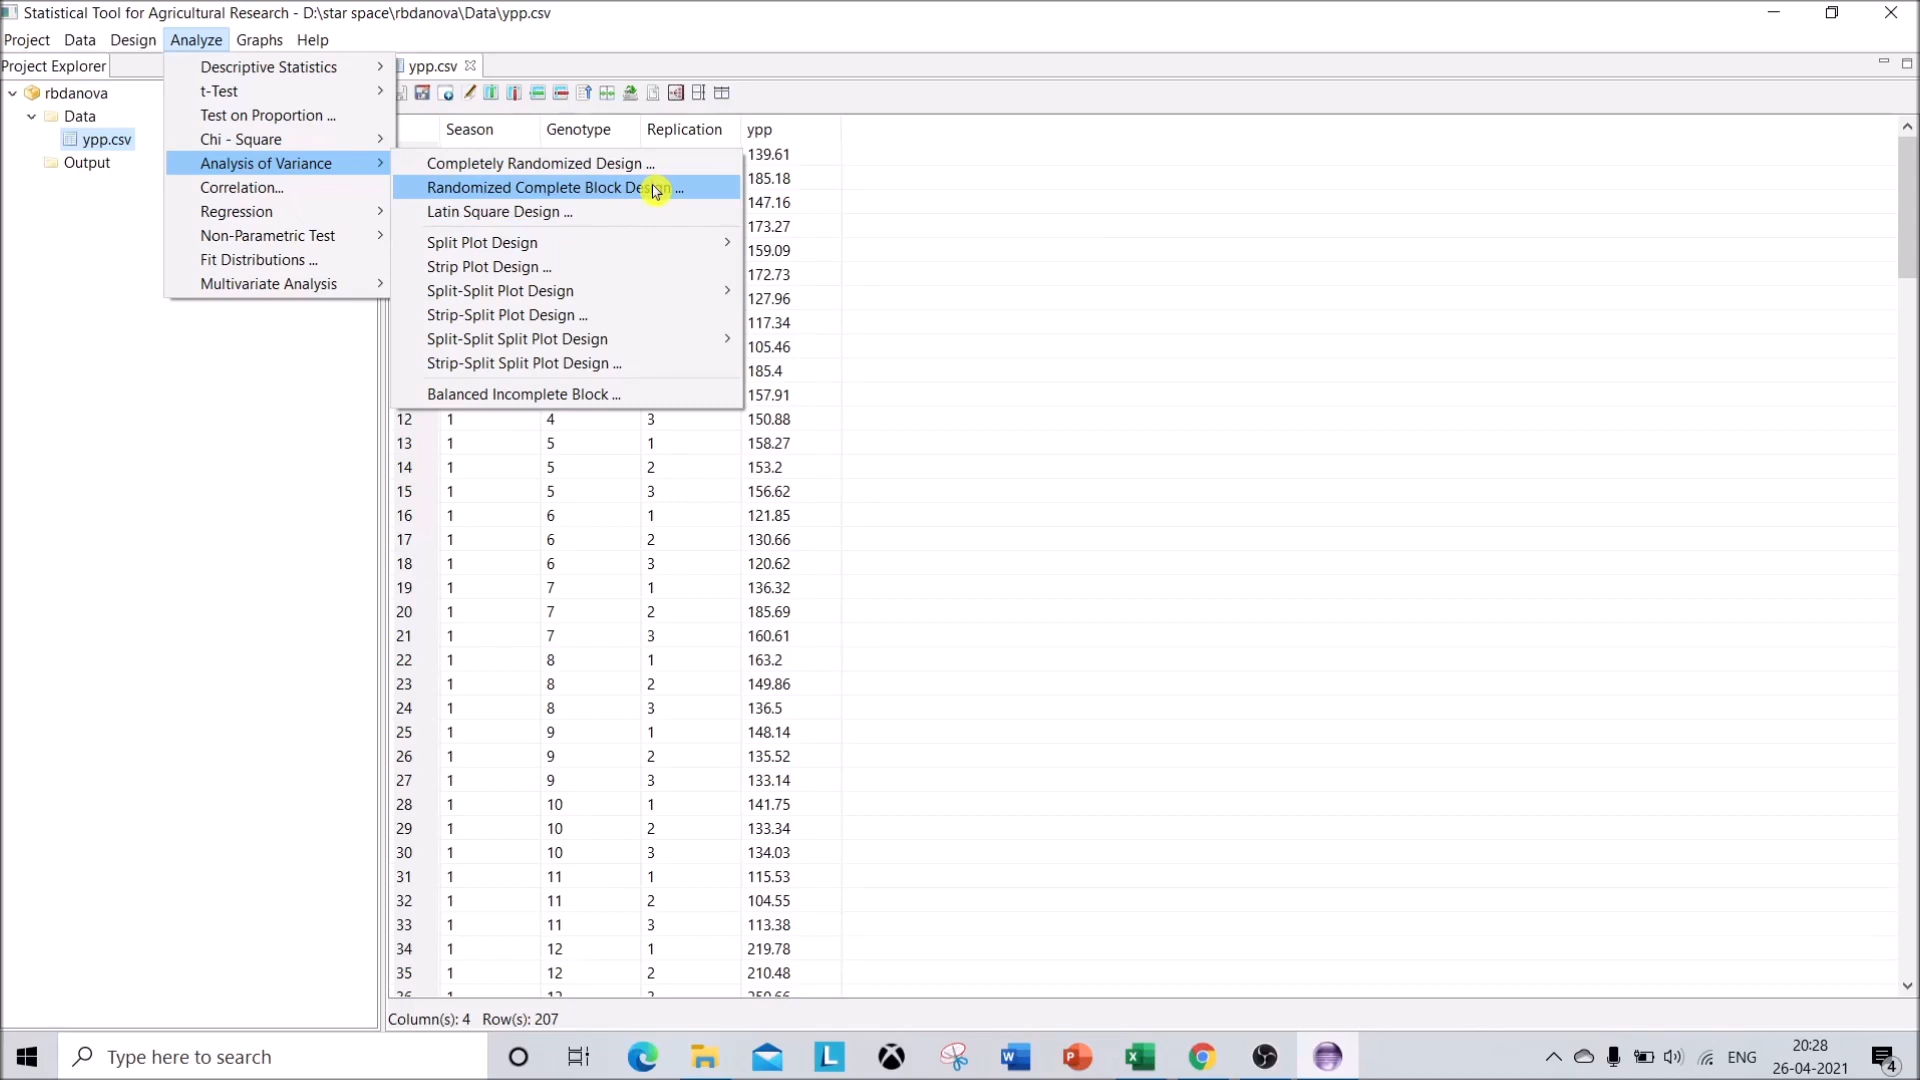 Statistical Tool for Agricultural Research - D:\star space\rbdanova\Data\ypp.csv
Project Data Design Analyze Graphs Help
Project Explorer
rbdanova
Data
ypp.csv
Output
Descriptive Statistics
t-Test
Test on Proportion ...
Chi - Square
Analysis of Variance
Correlation...
Regression
Non-Parametric Test
Fit Distributions ...
Multivariate Analysis
Completely Randomized Design ...
Randomized Complete Block Design ...
Latin Square Design ...
Split Plot Design
Strip Plot Design ...
Split-Split Plot Design
Strip-Split Plot Design ...
Split-Split Split Plot Design
Strip-Split Split Plot Design ...
Balanced Incomplete Block ...
ypp.csv
Season Genotype Replication ypp
139.61
185.18
147.16
173.27
159.09
172.73
127.96
117.34
105.46
185.4
157.91
12 1 4 3 150.88
13 1 5 1 158.27
14 1 5 2 153.2
15 1 5 3 156.62
16 1 6 1 121.85
17 1 6 2 130.66
18 1 6 3 120.62
19 1 7 1 136.32
20 1 7 2 185.69
21 1 7 3 160.61
22 1 8 1 163.2
23 1 8 2 149.86
24 1 8 3 136.5
25 1 9 1 148.14
26 1 9 2 135.52
27 1 9 3 133.14
28 1 10 1 141.75
29 1 10 2 133.34
30 1 10 3 134.03
31 1 11 1 115.53
32 1 11 2 104.55
33 1 11 3 113.38
34 1 12 1 219.78
35 1 12 2 210.48
Column(s): 4 Row(s): 207
Type here to search
ENG
20:28
26-04-2021
4